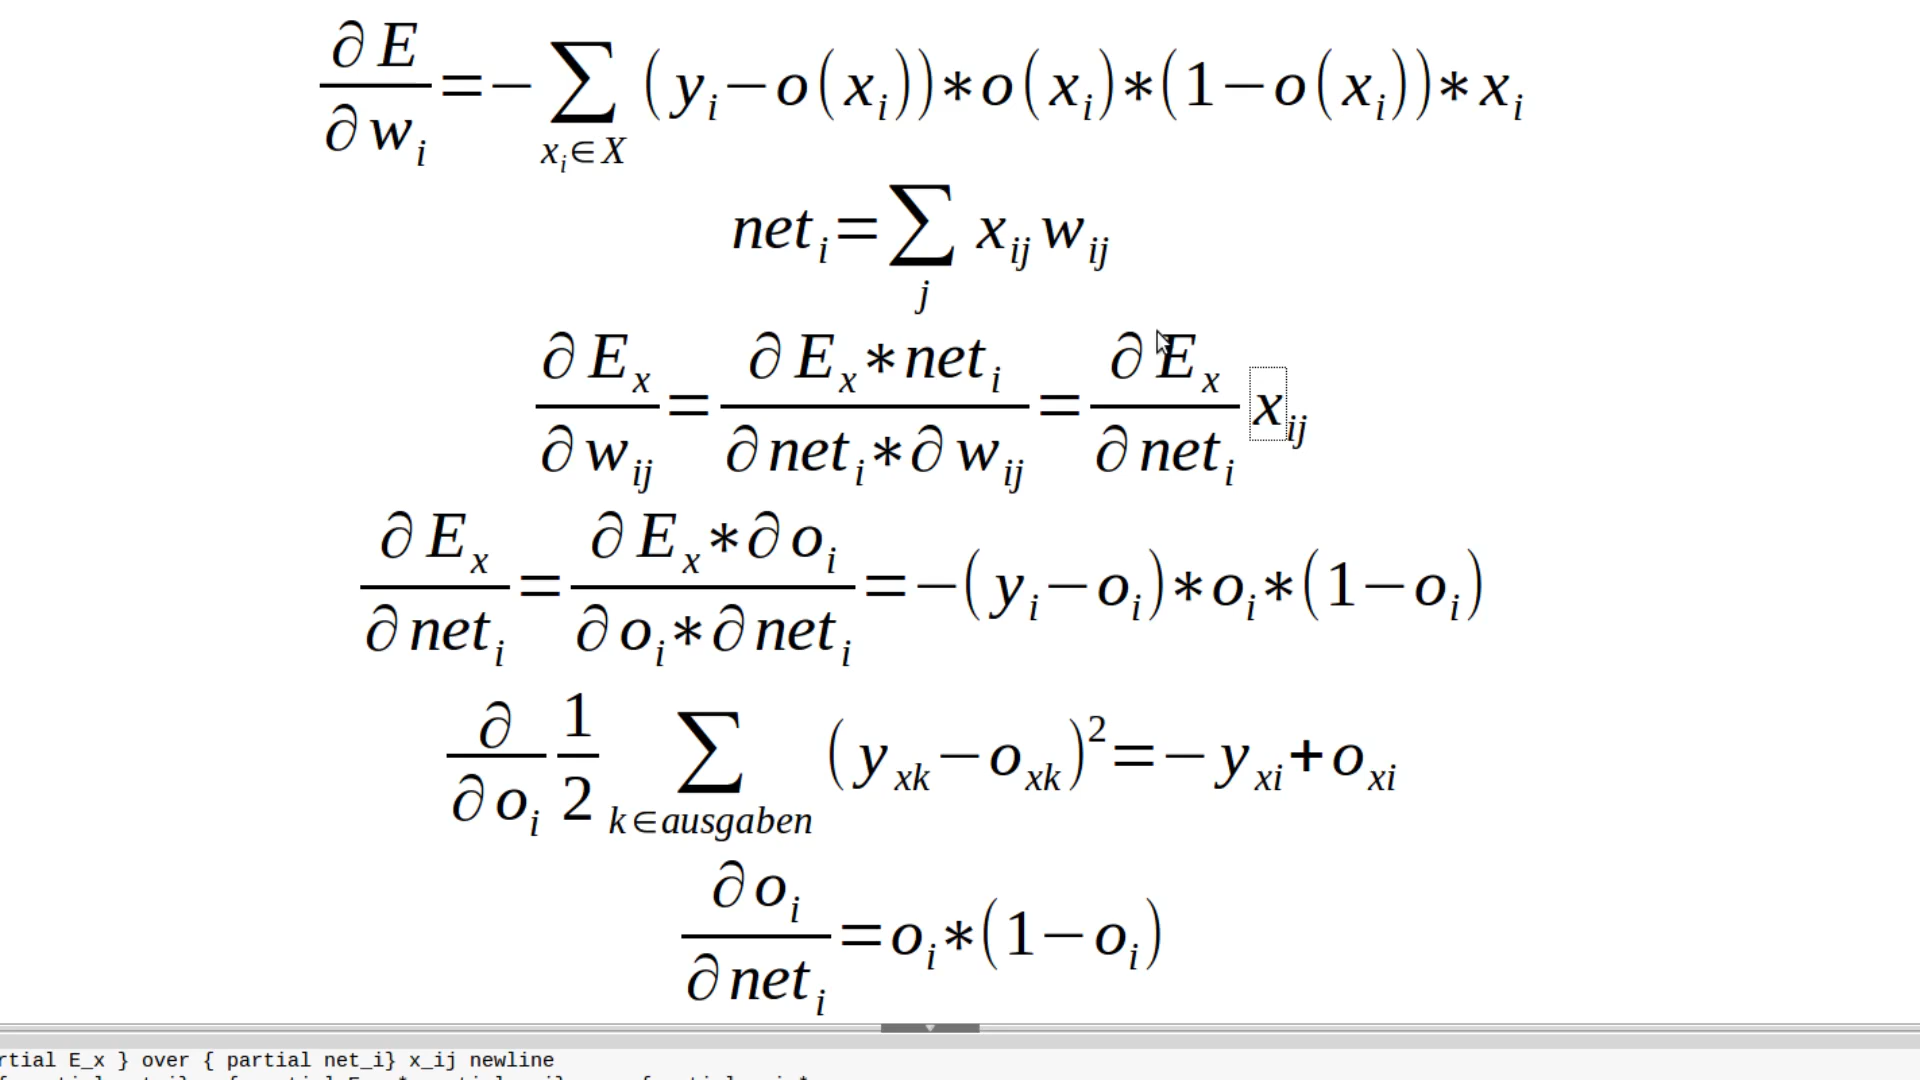 ∂E/∂w_i = −∑_{x_i∈X} (y_i−o(x_i))∗o(x_i)∗(1−o(x_i))∗x_i
net_i = ∑_j x_ij w_ij
∂E_x/∂w_ij = ∂E_x∗net_i/∂net_i∗∂w_ij = ∂E_x/∂net_i x_ij
∂E_x/∂net_i = ∂E_x∗∂o_i/∂o_i∗∂net_i = −(y_i−o_i)∗o_i∗(1−o_i)
∂/∂o_i 1/2 ∑_{k∈ausgaben} (y_xk−o_xk)^2 = −y_xi+o_xi
∂o_i/∂net_i = o_i∗(1−o_i)
rtial E_x } over { partial net_i} x_ij newline